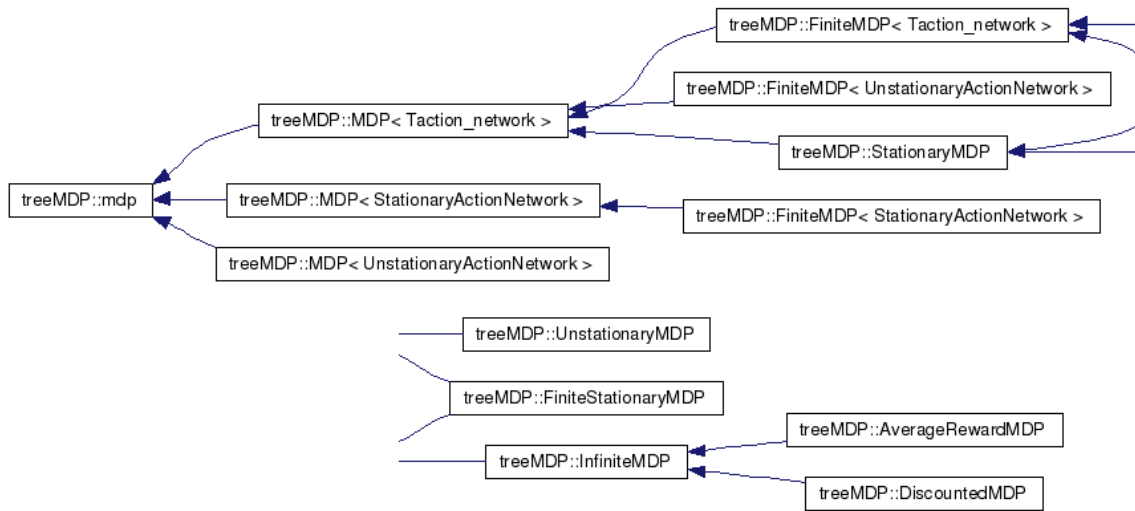 treeMDP::FiniteMDP< Taction_network >
treeMDP::FiniteMDP< UnstationaryActionNetwork >
treeMDP::MDP< Taction_network >
treeMDP::StationaryMDP
treeMDP::mdp
treeMDP::MDP< StationaryActionNetwork >
treeMDP::FiniteMDP< StationaryActionNetwork >
treeMDP::MDP< UnstationaryActionNetwork >
treeMDP::UnstationaryMDP
treeMDP::FiniteStationaryMDP
treeMDP::AverageRewardMDP
treeMDP::InfiniteMDP
treeMDP::DiscountedMDP